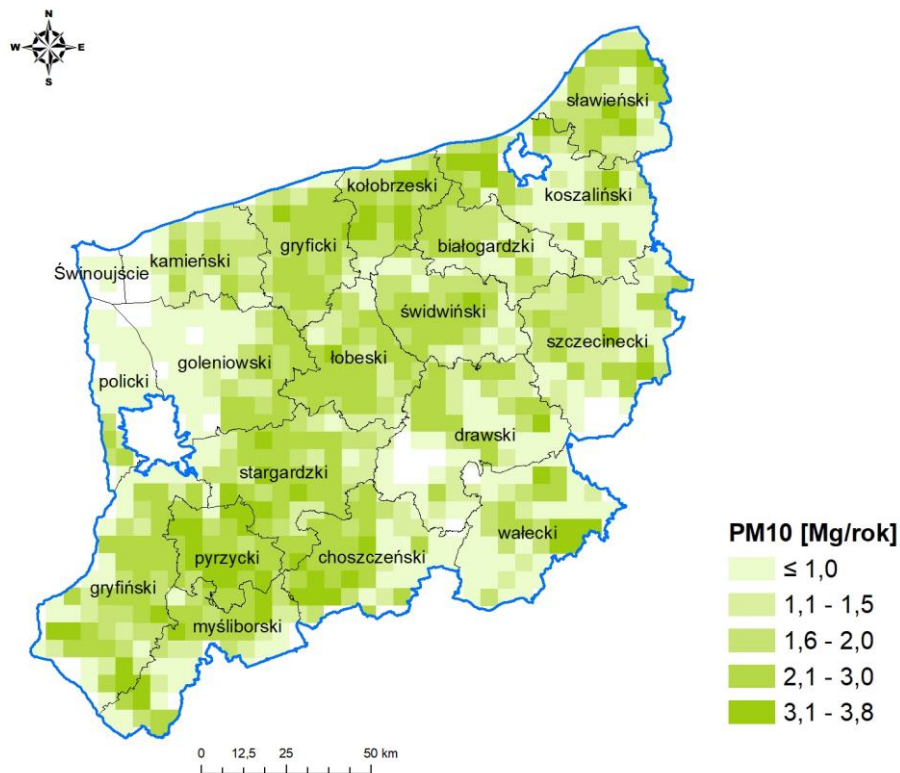 N
W E
S
sławieński
koszaliński
kołobrzeski
białogardzki
gryficki
kamieński
Świnoujście
świdwiński
szczecinecki
łobeski
goleniowski
policki
drawski
stargardzki
wałecki
choszczeński
pyrzycki
gryfiński
myśliborski
PM10 [Mg/rok]
≤ 1,0
1,1 - 1,5
1,6 - 2,0
2,1 - 3,0
3,1 - 3,8
0 12,5 25 50 km